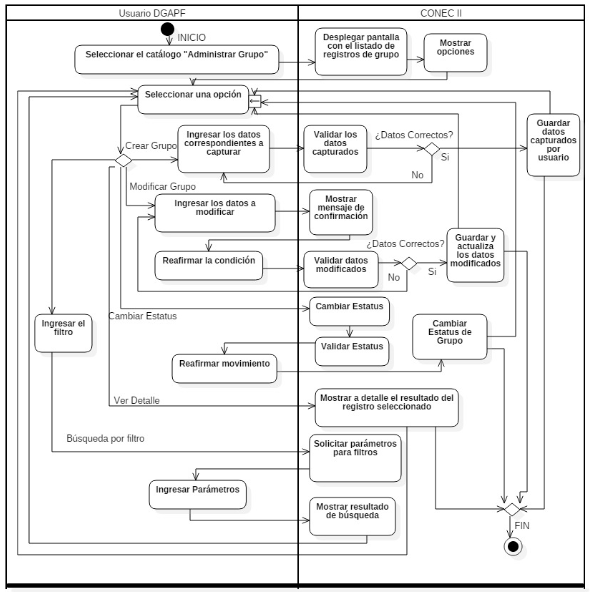 Usuario DGAPF
CONEC II
INICIO
Seleccionar el catálogo "Administrar Grupo"
Desplegar pantalla
con el listado de
registros de grupo
Mostrar
opciones
Seleccionar una opción
Crear Grupo
Ingresar los datos
correspondientes a
capturar
Validar los
datos
capturados
¿Datos Correctos?
Si
No
Guardar
datos
capturados
por
usuario
Modificar Grupo
Ingresar los datos a
modificar
Mostrar
mensaje de
confirmación
Reafirmar la condición
Validar datos
modificados
¿Datos Correctos?
No
Si
Guardar y
actualiza
los datos
modificados
Cambiar Estatus
Cambiar Estatus
Ingresar el
filtro
Validar Estatus
Cambiar
Estatus de
Grupo
Reafirmar movimiento
Ver Detalle
Mostrar a detalle el resultado del
registro seleccionado
Búsqueda por filtro
Solicitar parámetros
para filtros
Ingresar Parámetros
Mostrar resultado
de búsqueda
FIN